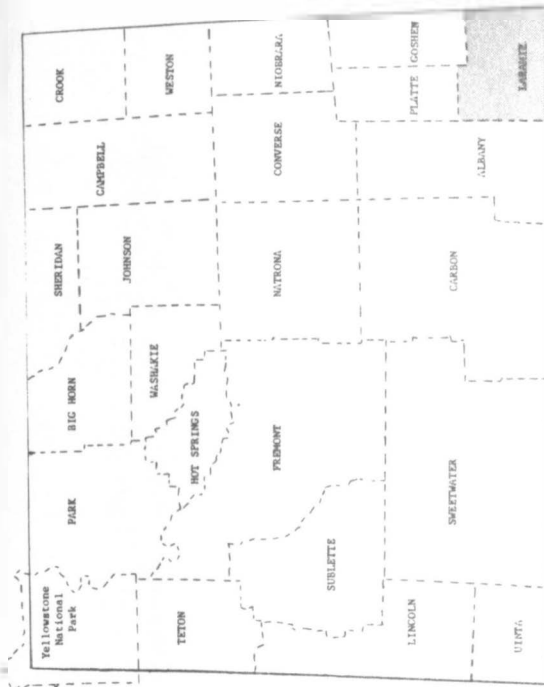 Yellowstone
National
Park
PARK
BIG HORN
SHERIDAN
CAMPBELL
CROOK
JOHNSON
WESTON
WASHAKIE
HOT SPRINGS
TETON
FREMONT
NATRONA
CONVERSE
NIOBRARA
SUBLETTE
LINCOLN
SWEETWATER
CARBON
ALBANY
PLATTE
GOSHEN
LARAMIE
UINTA